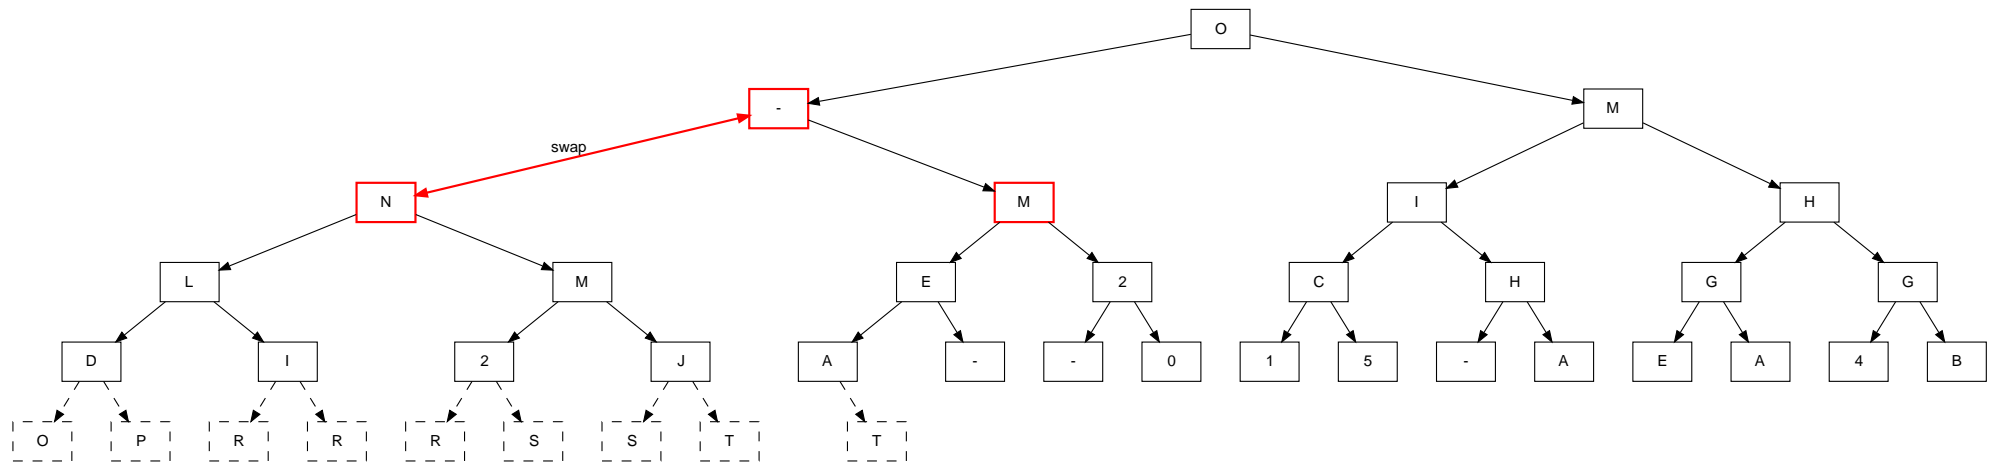 O
- M
swap
N M I H
L M E 2 C H G G
D I 2 J A - - 0 1 5 - A E A 4 B
O P R R R S S T T